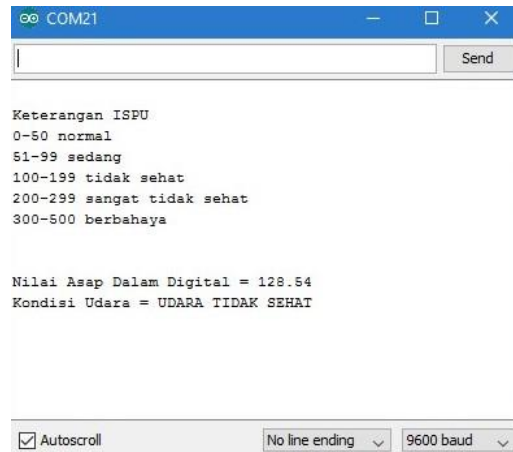 COM21
Send
Keterangan ISPU
0-50 normal
51-99 sedang
100-199 tidak sehat
200-299 sangat tidak sehat
300-500 berbahaya
Nilai Asap Dalam Digital = 128.54
Kondisi Udara = UDARA TIDAK SEHAT
Autoscroll
No line ending
9600 baud